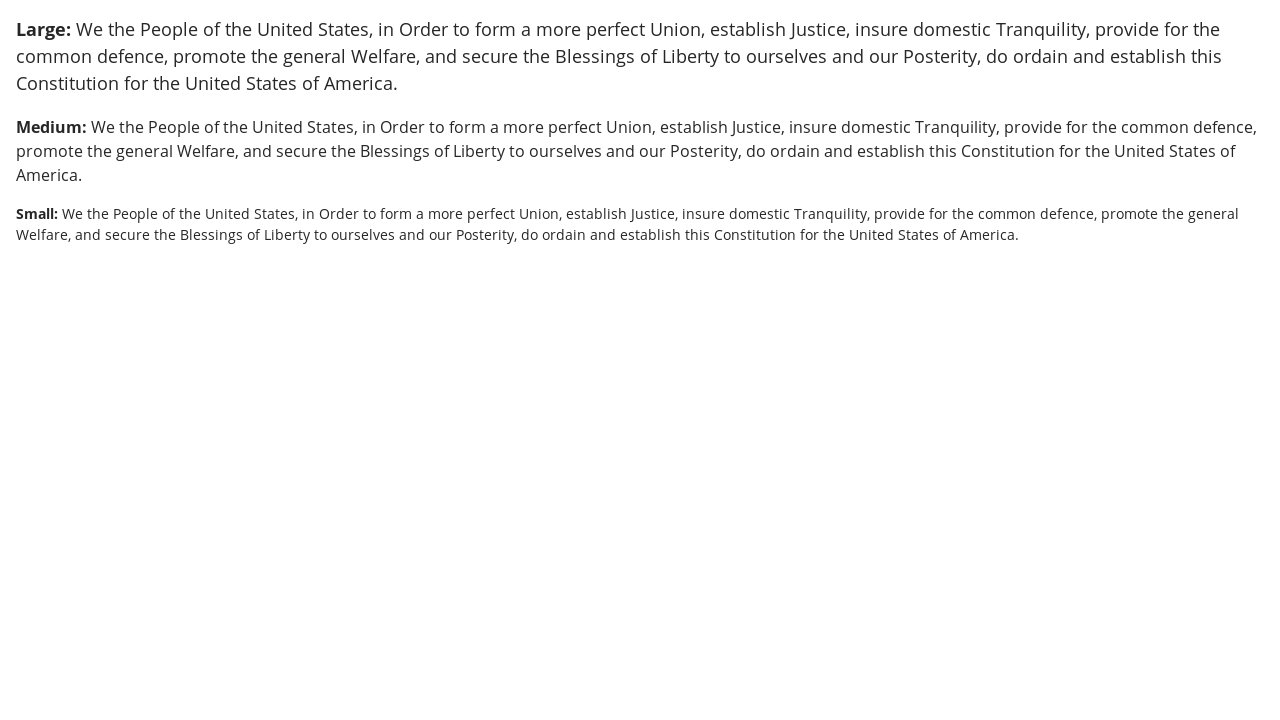 Large: We the People of the United States, in Order to form a more perfect Union, establish Justice, insure domestic Tranquility, provide for the
common defence, promote the general Welfare, and secure the Blessings of Liberty to ourselves and our Posterity, do ordain and establish this
Constitution for the United States of America.
Medium: We the People of the United States, in Order to form a more perfect Union, establish Justice, insure domestic Tranquility, provide for the common defence,
promote the general Welfare, and secure the Blessings of Liberty to ourselves and our Posterity, do ordain and establish this Constitution for the United States of
America.
Small: We the People of the United States, in Order to form a more perfect Union, establish Justice, insure domestic Tranquility, provide for the common defence, promote the general
Welfare, and secure the Blessings of Liberty to ourselves and our Posterity, do ordain and establish this Constitution for the United States of America.